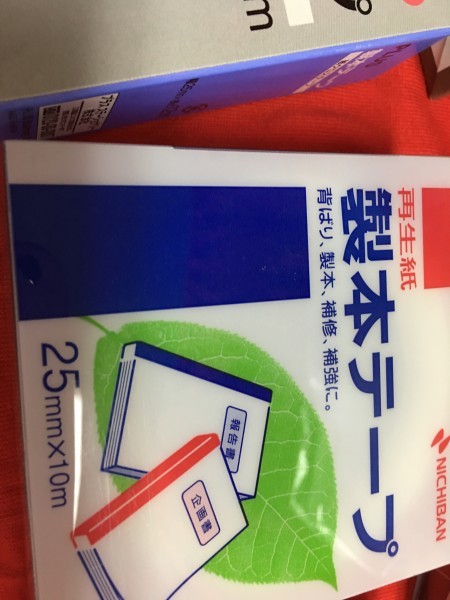 再生紙
製本テープ
背ばり、製本、補修、補強に。
報告書
企画書
25mm×10m
NICHIBAN